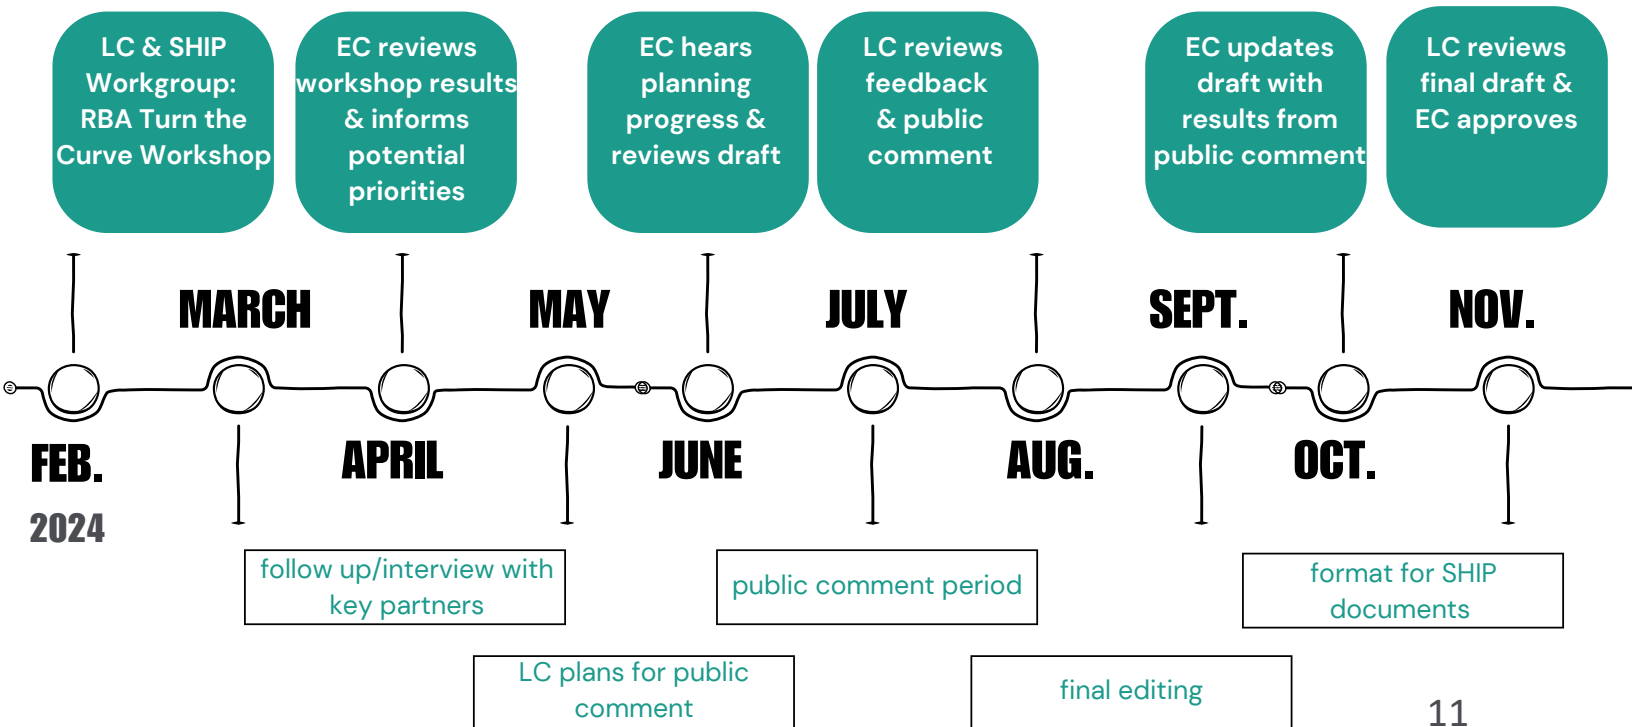 LC & SHIP
Workgroup:
RBA Turn the
Curve Workshop
EC reviews
workshop results
& informs
potential
priorities
EC hears
planning
progress &
reviews draft
LC reviews
feedback
& public
comment
EC updates
draft with
results from
public comment
LC reviews
final draft &
EC approves
MARCH
MAY
JULY
SEPT.
NOV.
FEB.
APRIL
JUNE
AUG.
OCT.
2024
follow up/interview with
key partners
public comment period
format for SHIP
documents
LC plans for public
comment
final editing
11